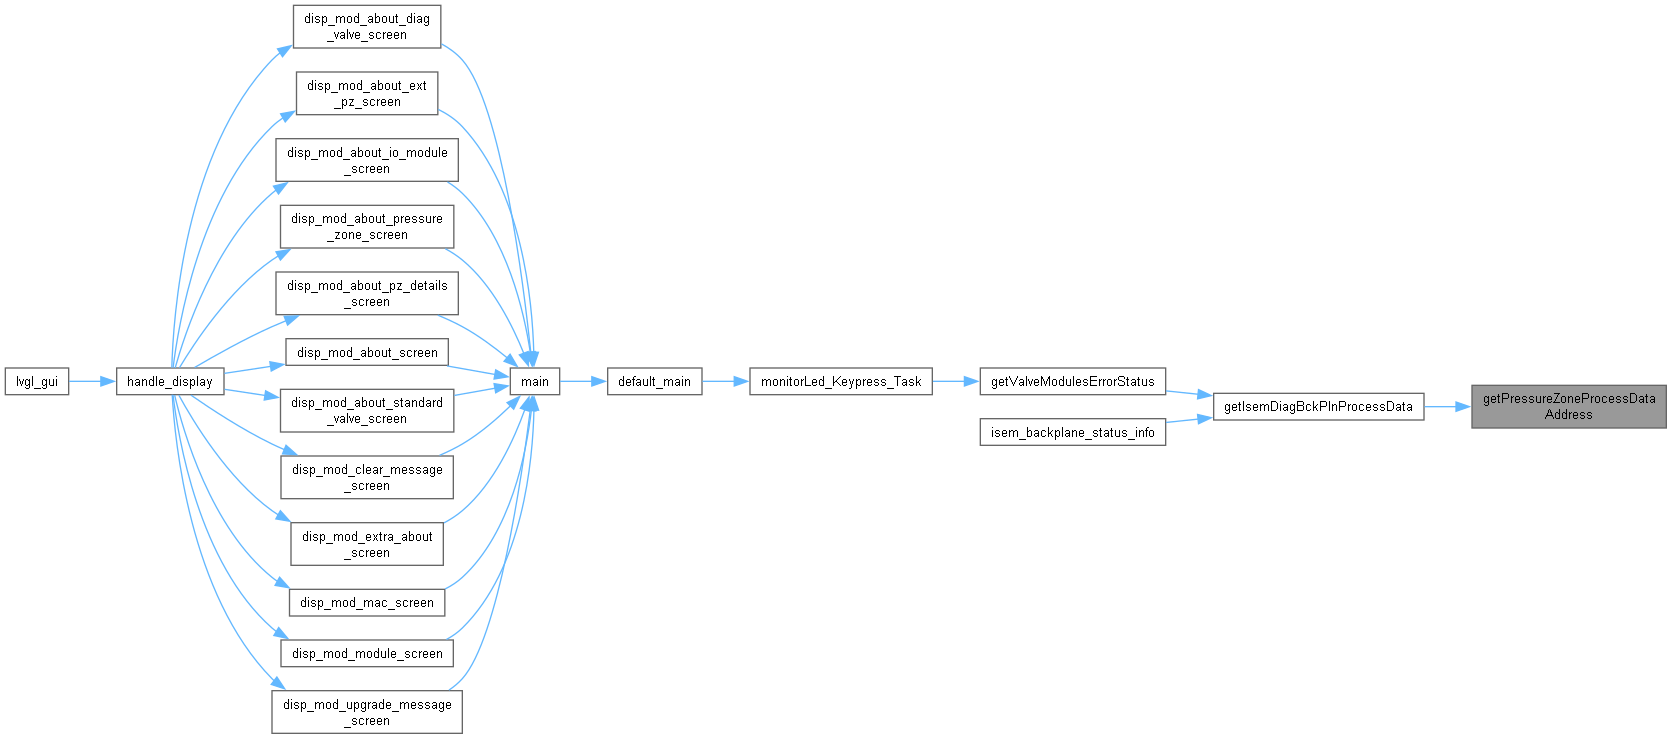 lvgl_gui
handle_display
disp_mod_about_diag
_valve_screen
disp_mod_about_ext
_pz_screen
disp_mod_about_io_module
_screen
disp_mod_about_pressure
_zone_screen
disp_mod_about_pz_details
_screen
disp_mod_about_screen
disp_mod_about_standard
_valve_screen
disp_mod_clear_message
_screen
disp_mod_extra_about
_screen
disp_mod_mac_screen
disp_mod_module_screen
disp_mod_upgrade_message
_screen
main
default_main
monitorLed_Keypress_Task
getValveModulesErrorStatus
isem_backplane_status_info
getIsemDiagBckPlnProcessData
getPressureZoneProcessData
Address